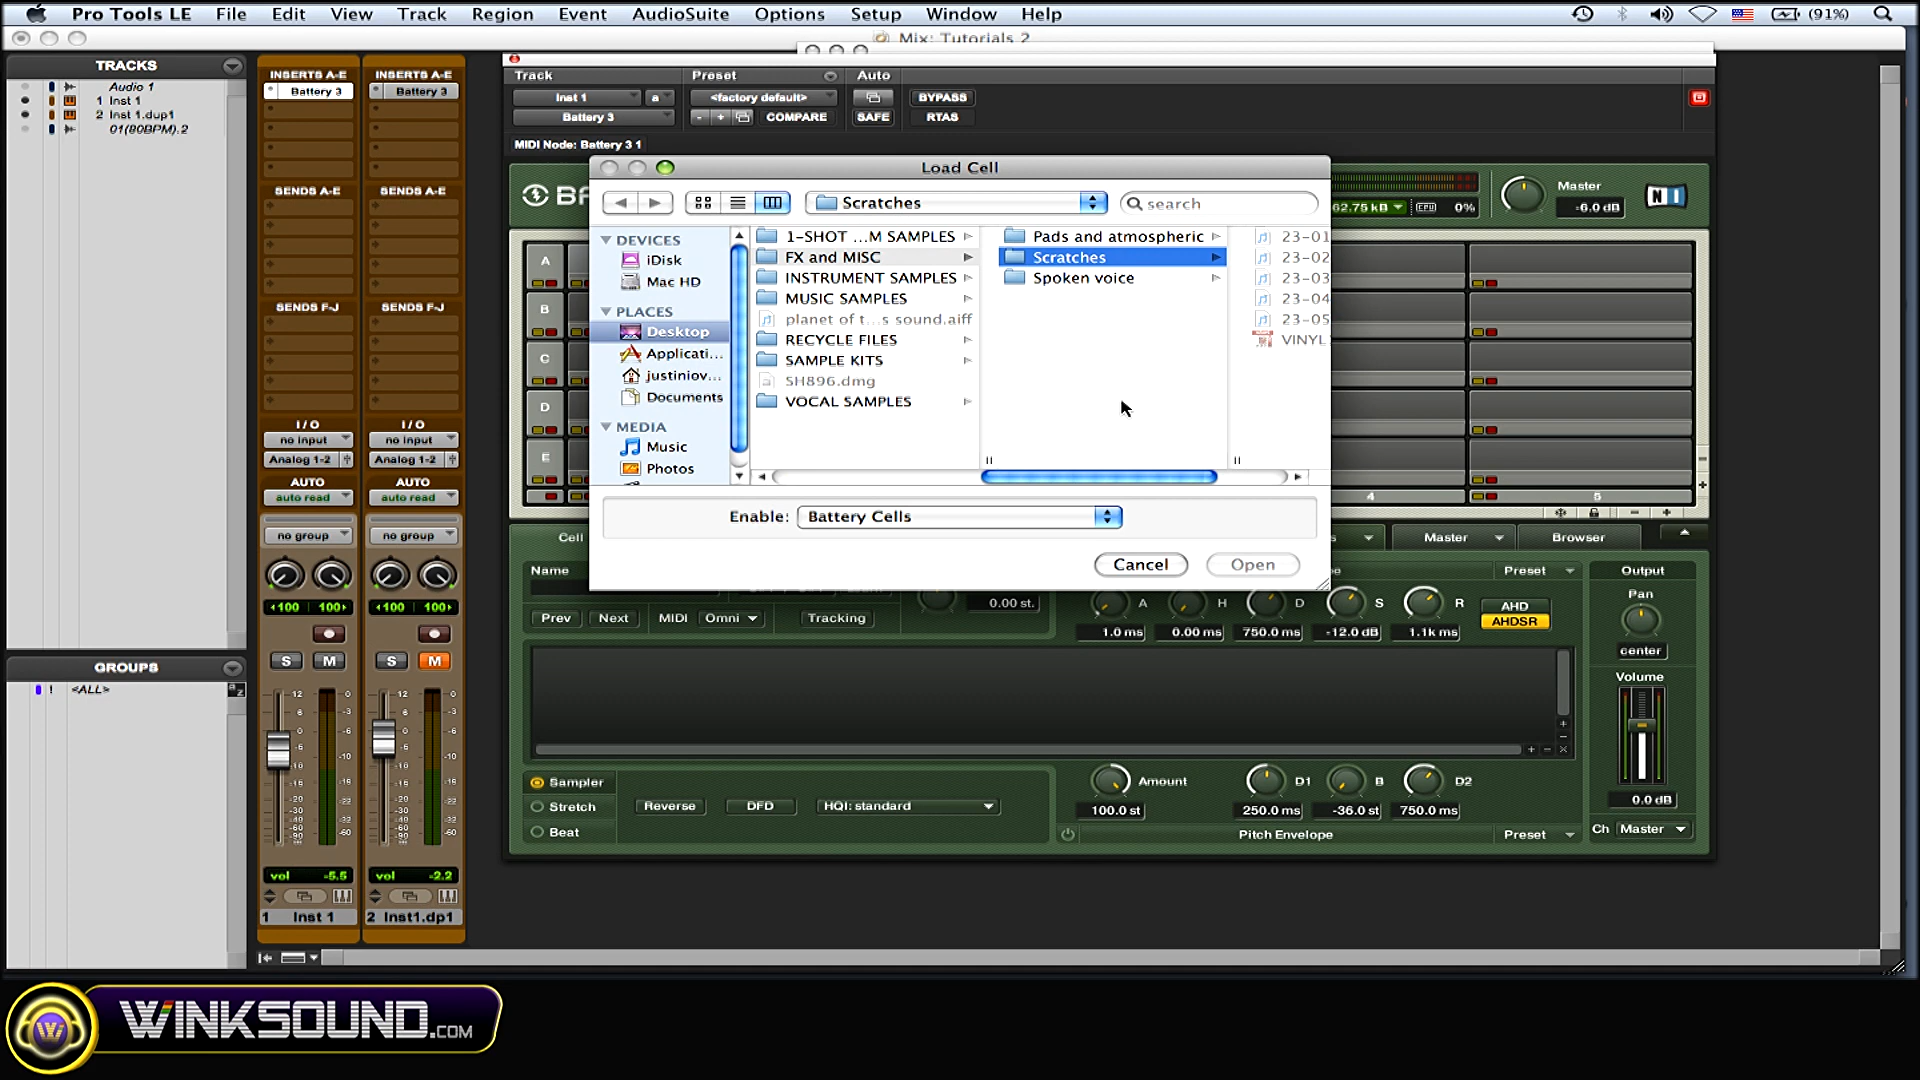 Pro Tools LE File Edit View Track Region Event AudioSuite Options Setup Window Help (91%)
Mix: Tutorials 2
TRACKS
Audio 1
1 Inst 1
2 Inst 1.dup1
01(80BPM).2
GROUPS
! <ALL>
INSERTS A-E INSERTS A-E
Battery 3 Battery 3
SENDS A-E SENDS A-E
SENDS F-J SENDS F-J
I/O I/O
no input no input
Analog 1-2 Analog 1-2
AUTO AUTO
auto read auto read
no group no group
<100 100> <100 100>
S M S M
vol -5.5 vol -2.2
1 Inst 1 2 Inst1.dp1
Track Preset Auto
Inst 1 a <factory default> BYPASS
Battery 3 - + COMPARE SAFE RTAS
MIDI Node: Battery 3 1
Load Cell
Scratches
search
DEVICES
iDisk
Mac HD
PLACES
Desktop
Applicati...
justiniov...
Documents
MEDIA
Music
Photos
1-SHOT ...M SAMPLES
FX and MISC
INSTRUMENT SAMPLES
MUSIC SAMPLES
planet of t...s sound.aiff
RECYCLE FILES
SAMPLE KITS
SH896.dmg
VOCAL SAMPLES
Pads and atmospheric
Scratches
Spoken voice
23-01
23-02
23-03
23-04
23-05
VINYL
Enable: Battery Cells
Cancel Open
62.75 kB CPU 0%
Master
-6.0 dB
A
B
C
D
E
4 5
Cell Master Browser
Name
0.00 st.
Prev Next MIDI Omni Tracking
A H D S R
1.0 ms 0.00 ms 750.0 ms -12.0 dB 1.1k ms
Preset
AHD
AHDSR
Output
Pan
center
Volume
0.0 dB
Ch Master
Sampler
Stretch
Beat
Reverse DFD HQI: standard
Amount D1 B D2
100.0 st 250.0 ms -36.0 st 750.0 ms
Pitch Envelope Preset
WINKSOUND.COM